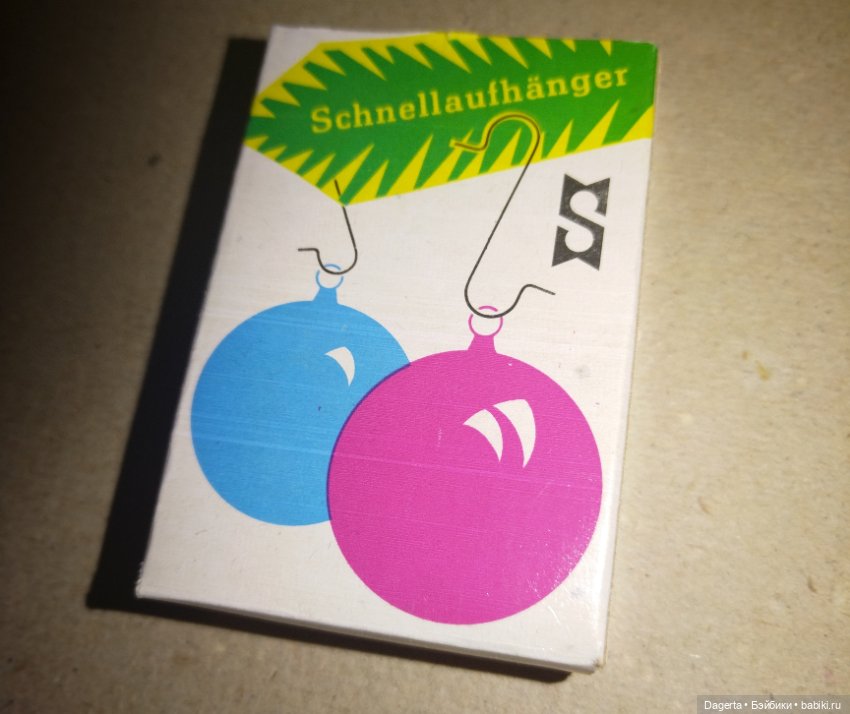 Schnellaufhänger
S
Dagerta • Бэйбики • babiki.ru